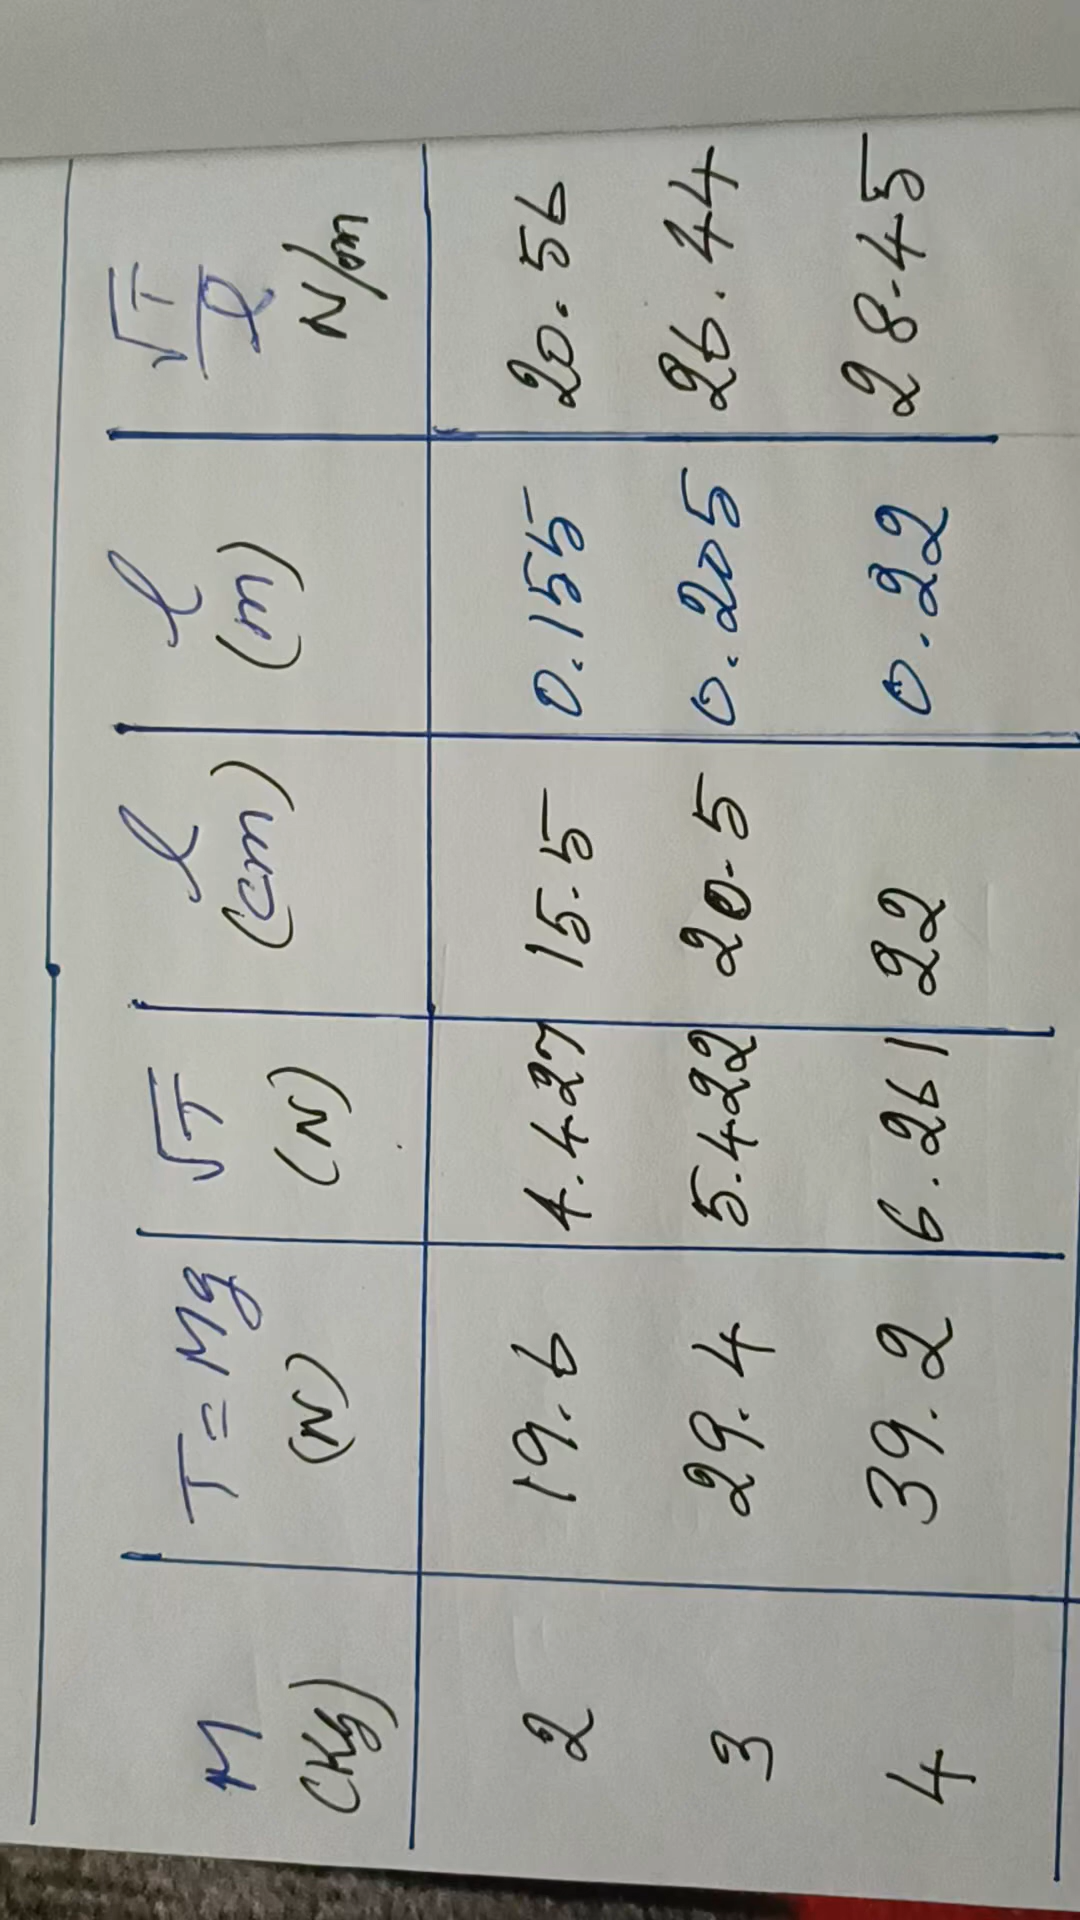 M T = Mg √T l l √T/l
(Kg) (N) (N) (cm) (m) N/m
2 19.6 4.427 15.5 0.155 20.56
3 29.4 5.422 20.5 0.205 26.44
4 39.2 6.261 22 0.22 28.45